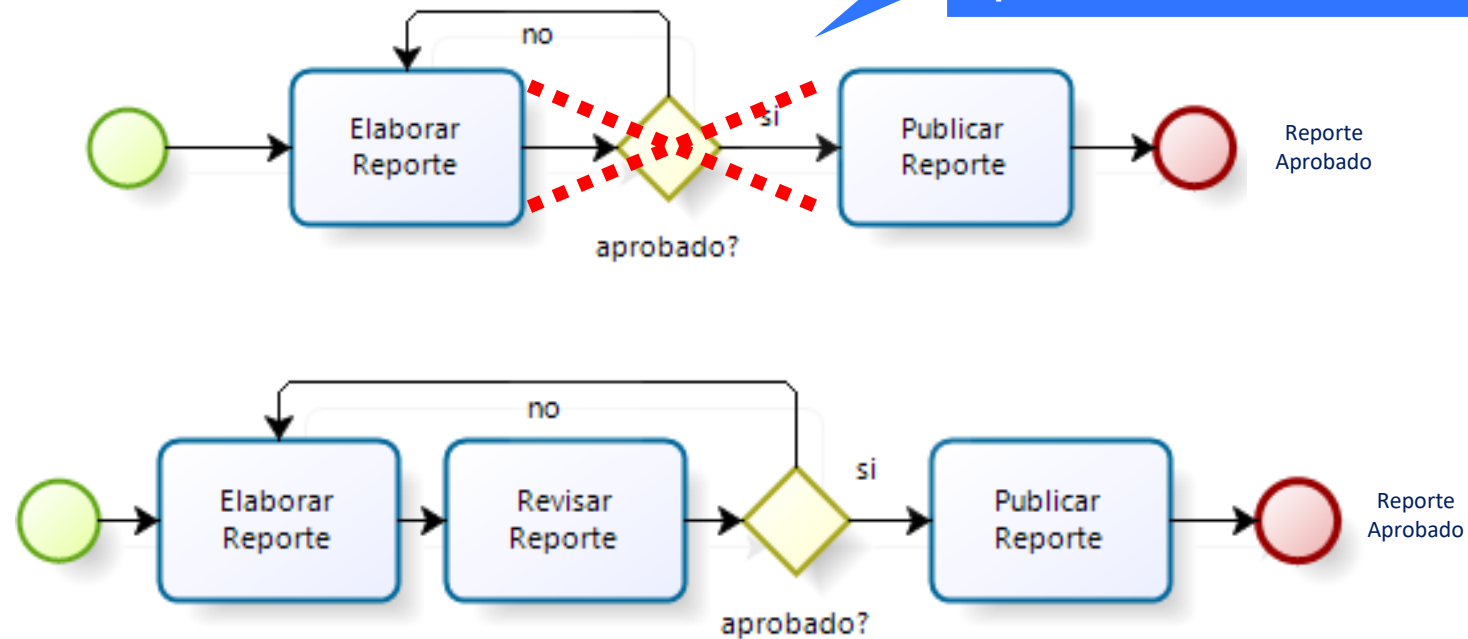 no
Elaborar
Reporte
si
Publicar
Reporte
Reporte
Aprobado
aprobado?
no
Elaborar
Reporte
Revisar
Reporte
si
Publicar
Reporte
Reporte
Aprobado
aprobado?